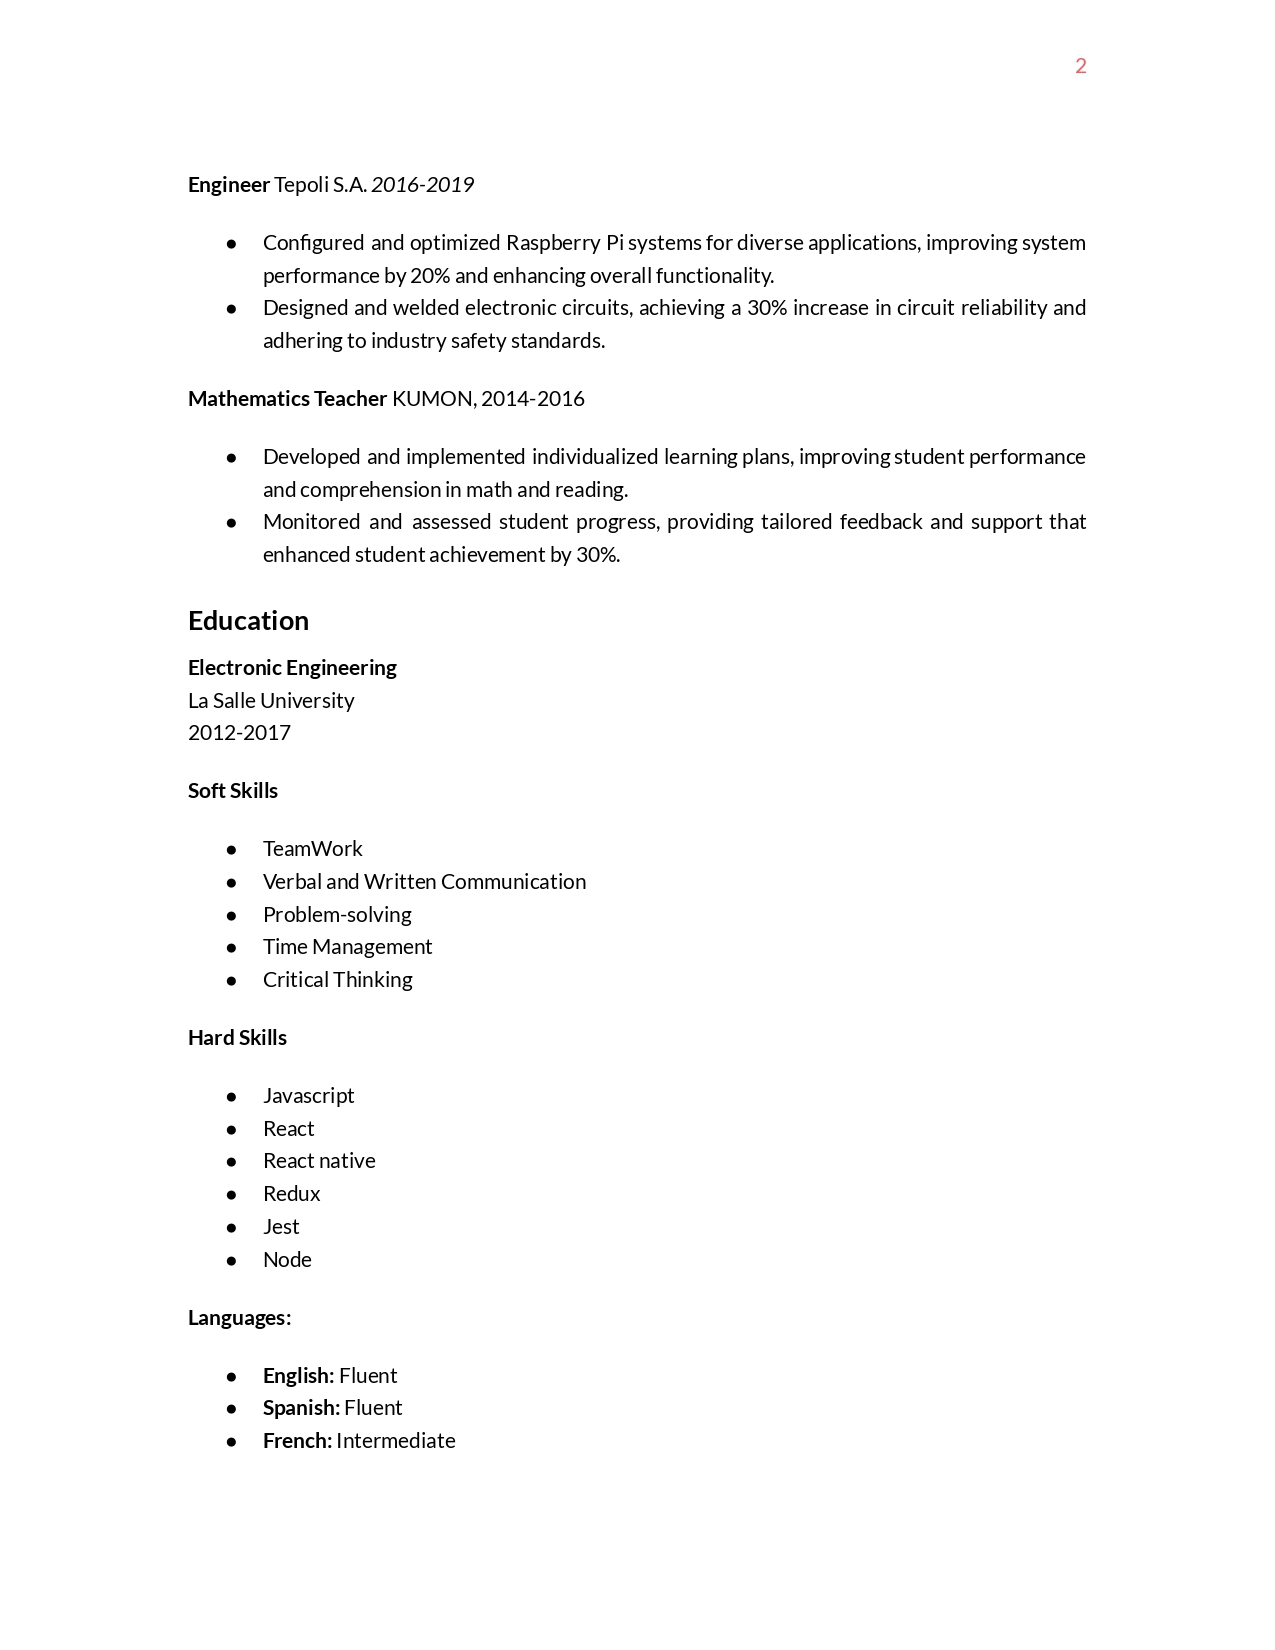 2
Engineer Tepoli S.A. 2016-2019
● Configured and optimized Raspberry Pi systems for diverse applications, improving system
performance by 20% and enhancing overall functionality.
● Designed and welded electronic circuits, achieving a 30% increase in circuit reliability and
adhering to industry safety standards.
Mathematics Teacher KUMON, 2014-2016
● Developed and implemented individualized learning plans, improving student performance
and comprehension in math and reading.
● Monitored and assessed student progress, providing tailored feedback and support that
enhanced student achievement by 30%.
Education
Electronic Engineering
La Salle University
2012-2017
Soft Skills
● TeamWork
● Verbal and Written Communication
● Problem-solving
● Time Management
● Critical Thinking
Hard Skills
● Javascript
● React
● React native
● Redux
● Jest
● Node
Languages:
● English: Fluent
● Spanish: Fluent
● French: Intermediate